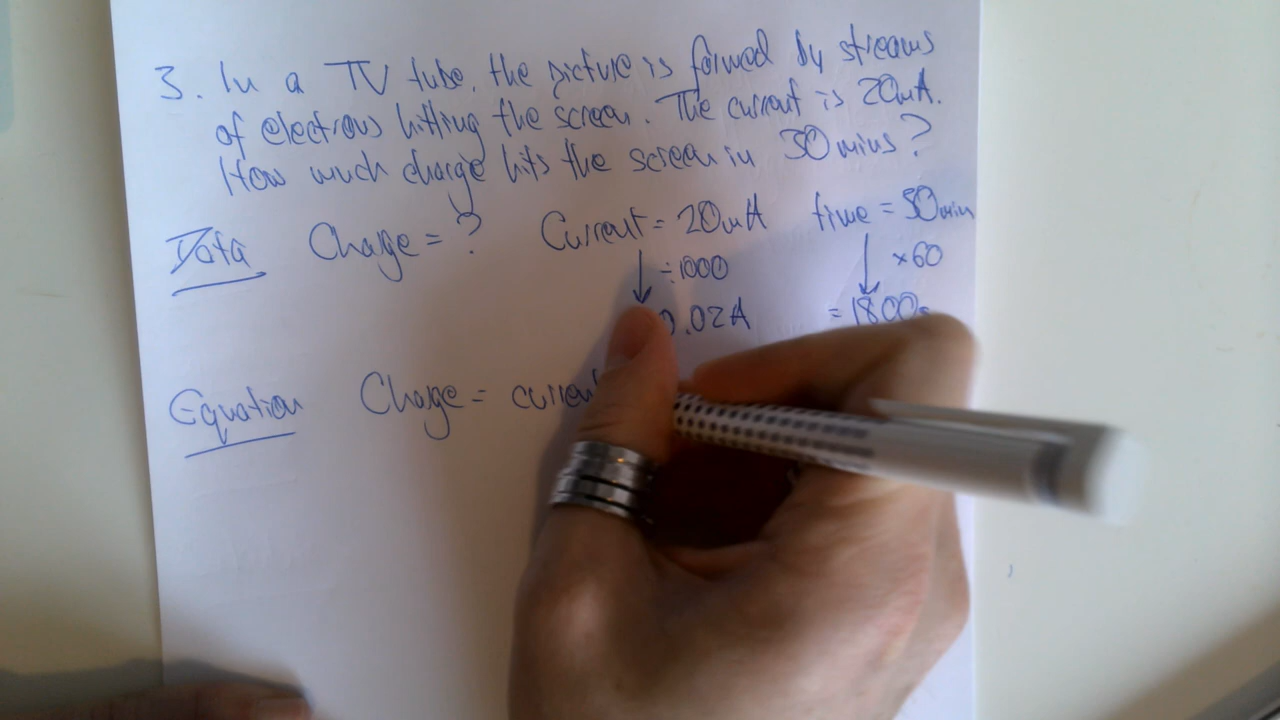 3. In a TV tube, the picture is formed by streams
of electrons hitting the screen. The current is 20mA.
How much charge hits the screen in 30 mins?
Data Charge = ? Current = 20mA time = 30min
÷1000 ×60
0.02A = 1800s
Equation Charge = current